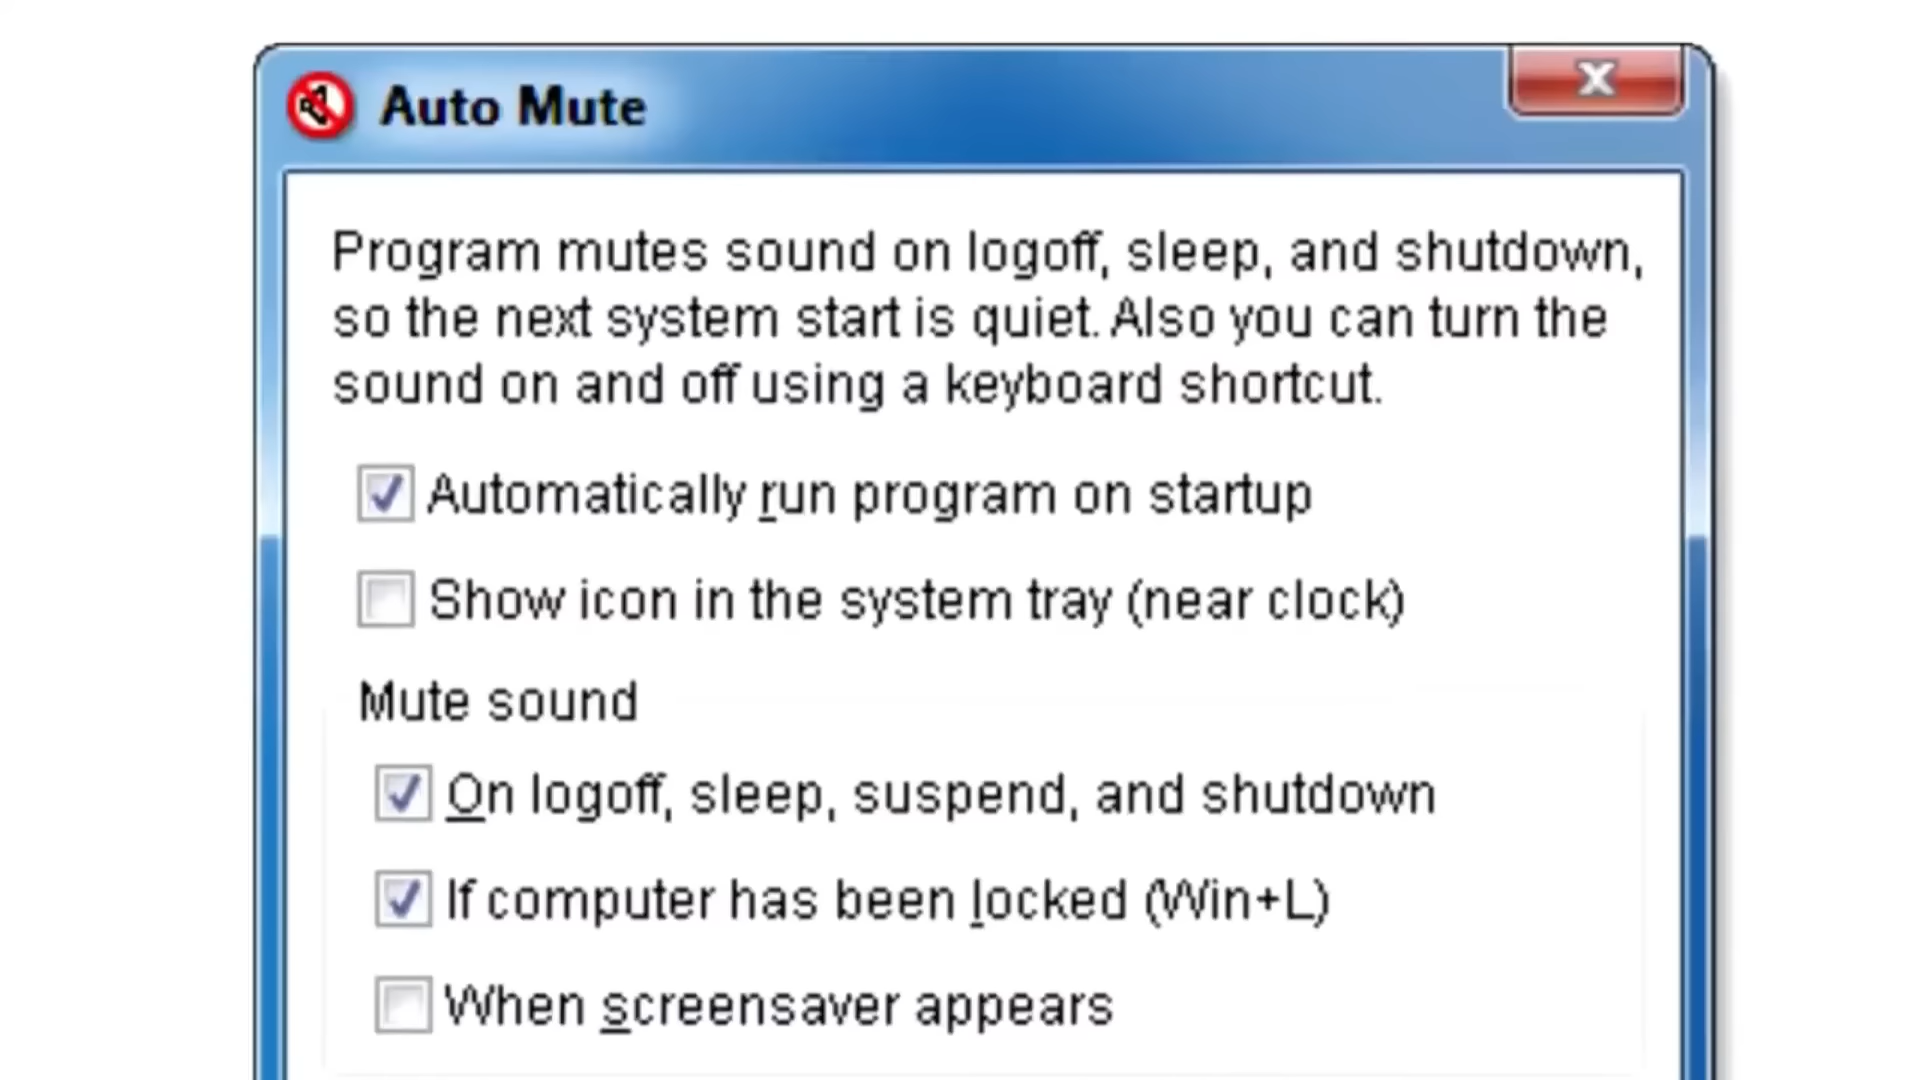 Auto Mute
Program mutes sound on logoff, sleep, and shutdown,
so the next system start is quiet. Also you can turn the
sound on and off using a keyboard shortcut.
Automatically run program on startup
Show icon in the system tray (near clock)
Mute sound
On logoff, sleep, suspend, and shutdown
If computer has been locked (Win+L)
When screensaver appears